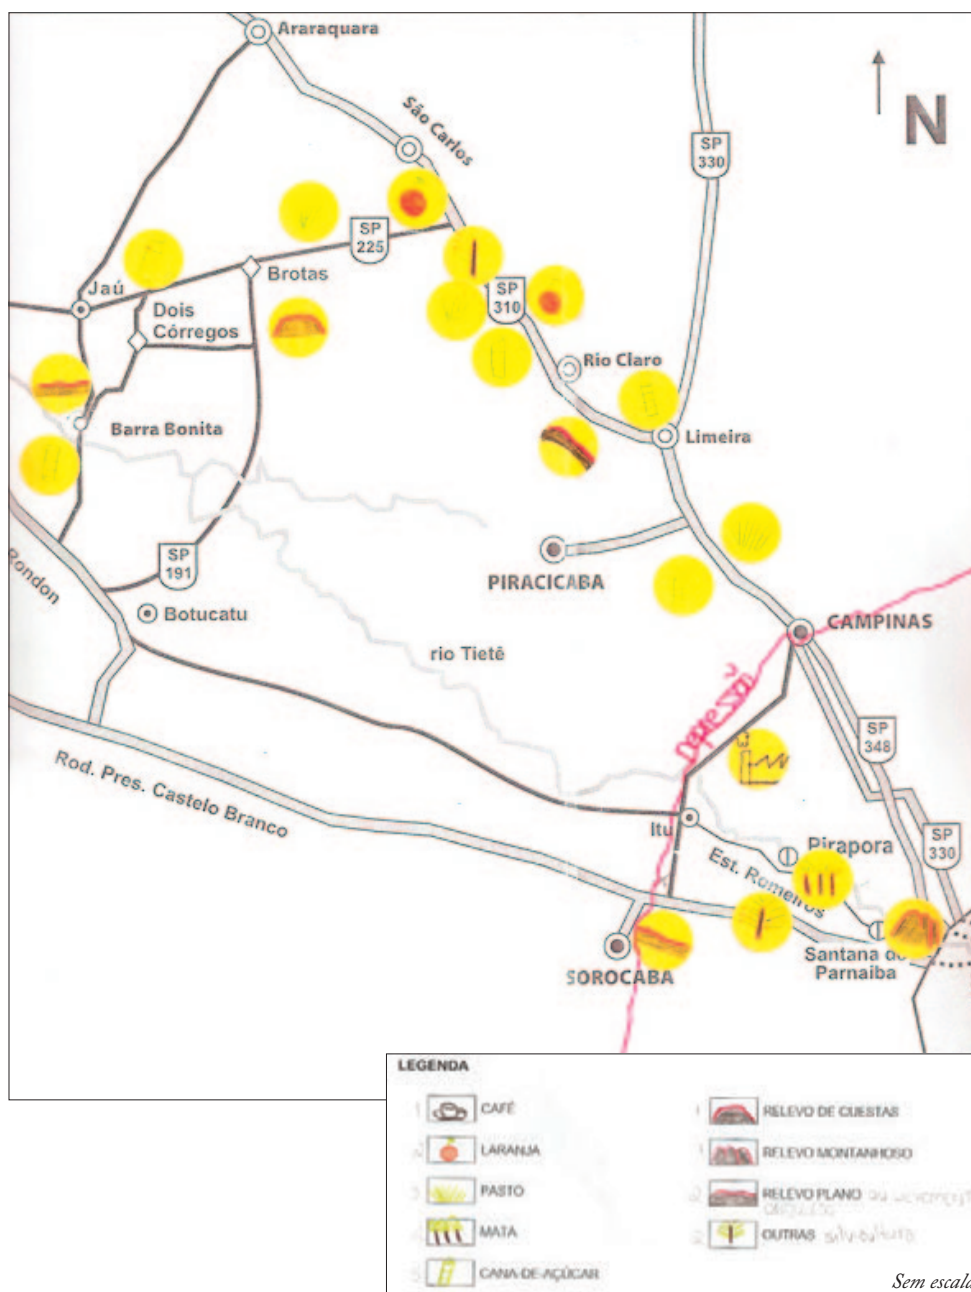 Araraquara
São Carlos
N
SP
330
SP
225
Brotas
Jaú
SP
310
Dois
Córregos
Rio Claro
Barra Bonita
Limeira
Rondon
SP
191
PIRACICABA
Botucatu
CAMPINAS
rio Tietê
Depressão
SP
348
Rod. Pres. Castelo Branco
Itu
Pirapora
SP
330
Est. Romeiros
Santana de
Parnaiba
SOROCABA
LEGENDA
CAFÉ
LARANJA
PASTO
MATA
CANA-DE-AÇÚCAR
RELEVO DE CUESTAS
RELEVO MONTANHOSO
RELEVO PLANO ou
OUTRAS
Sem escala